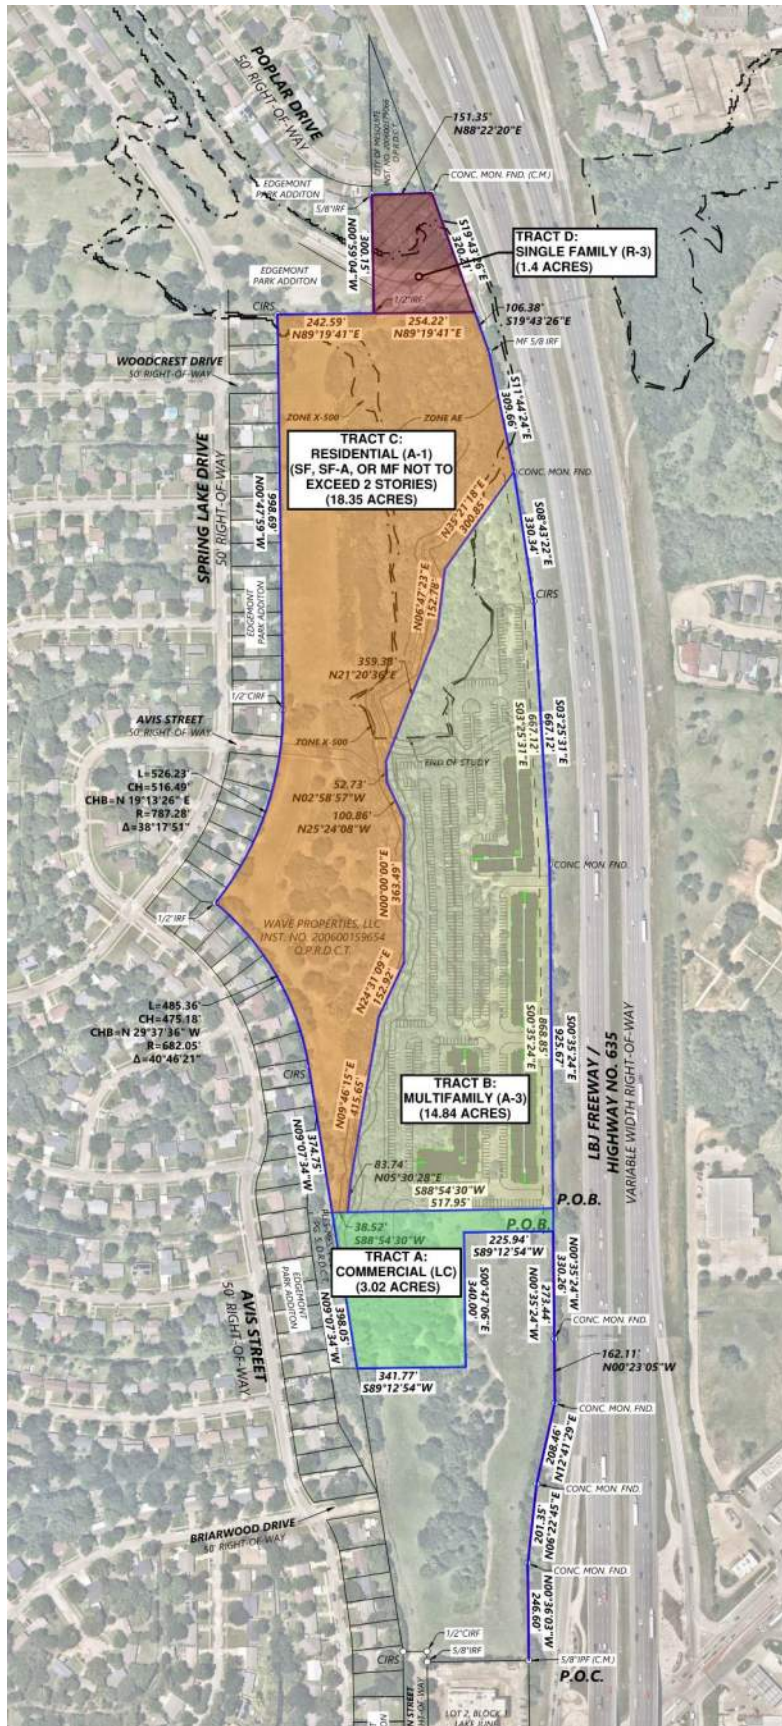 POPLAR DRIVE
50' RIGHT-OF-WAY
CITY OF MESQUITE
O.P.R.D.C.T.
151.35'
N88°22'20"E
CONC. MON. FND. (C.M.)
EDGEMONT
PARK ADDITON
5/8"IRF
300.15'
N00°59'04"W
S19°43'26"E
320.21'
TRACT D:
SINGLE FAMILY (R-3)
(1.4 ACRES)
EDGEMONT
PARK ADDITON
CIRS
1/2"IRF
242.59'
N89°19'41"E
254.22'
N89°19'41"E
106.38'
S19°43'26"E
MF 5/8 IRF
WOODCREST DRIVE
50' RIGHT-OF-WAY
S11°44'24"E
309.66'
ZONE X-500
ZONE AE
TRACT C:
RESIDENTIAL (A-1)
(SF, SF-A, OR MF NOT TO
EXCEED 2 STORIES)
(18.35 ACRES)
SPRING LAKE DRIVE
50' RIGHT-OF-WAY
998.69'
N00°47'59"W
CONC. MON. FND.
N35°21'18"E
300.85'
S08°43'22"E
330.34'
CIRS
N06°47'23"E
152.78'
EDGEMONT
PARK ADDITON
359.38'
N21°20'36"E
1/2"CIRF
AVIS STREET
50' RIGHT-OF-WAY
ZONE X-500
END OF STUDY
S03°25'31"E
667.12'
S03°25'31"E
667.12'
L=526.23'
CH=516.49'
CHB=N 19°13'26" E
R=787.28'
Δ=38°17'51"
52.73'
N02°58'57"W
100.86'
N25°24'08"W
CONC. MON. FND.
N00°00'00"E
363.49'
1/2"IRF
WAVE PROPERTIES, LLC
INST. NO. 200600159654
O.P.R.D.C.T.
N24°31'09"E
152.92'
L=485.36'
CH=475.18'
CHB=N 29°37'36" W
R=682.05'
Δ=40°46'21"
CIRS
868.85'
S00°35'24"E
S00°35'24"E
925.67'
LBJ FREEWAY /
HIGHWAY NO. 635
VARIABLE WIDTH RIGHT-OF-WAY
N09°46'15"E
415.65'
TRACT B:
MULTIFAMILY (A-3)
(14.84 ACRES)
374.75'
N09°07'34"W
83.74'
N05°30'28"E
S88°54'30"W
517.95'
P.O.B.
P.O.B.
38.52'
S88°54'30"W
225.94'
S89°12'54"W
TRACT A:
COMMERCIAL (LC)
(3.02 ACRES)
S00°47'06"E
340.00'
N00°35'24"W
330.26'
273.44'
N00°35'24"W
CONC. MON. FND.
EDGEMONT
PARK ADDITON
398.05'
N09°07'34"W
AVIS STREET
50' RIGHT-OF-WAY
162.11'
N00°23'05"W
341.77'
S89°12'54"W
CONC. MON. FND.
208.46'
N12°41'29"E
CONC. MON. FND.
BRIARWOOD DRIVE
50' RIGHT-OF-WAY
201.35'
N06°22'45"E
CONC. MON. FND.
N00°36'03"W
246.60'
1/2"CIRF
5/8"IRF
CIRS
5/8"IPF (C.M.)
P.O.C.
LOT 2, BLOCK 1
LAKE JUNE